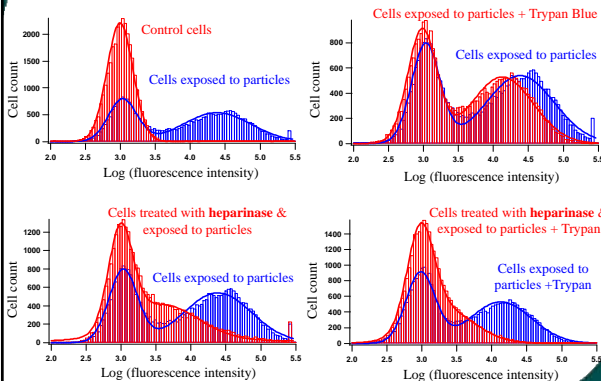 Control cells
Cells exposed to particles
Cell count
2000
1500
1000
500
0
2.0 2.5 3.0 3.5 4.0 4.5 5.0 5.5
Log (fluorescence intensity)
Cells exposed to particles + Trypan Blue
Cells exposed to particles
Cell count
800
600
400
200
0
2.0 2.5 3.0 3.5 4.0 4.5 5.0 5.5
Log (fluorescence intensity)
Cells treated with heparinase &
exposed to particles
Cells exposed to particles
Cell count
1200
1000
800
600
400
200
0
2.0 2.5 3.0 3.5 4.0 4.5 5.0 5.5
Log (fluorescence intensity)
Cells treated with heparinase &
exposed to particles + Trypan
Cells exposed to
particles +Trypan
Cell count
1400
1200
1000
800
600
400
200
0
2.0 2.5 3.0 3.5 4.0 4.5 5.0 5.5
Log (fluorescence intensity)